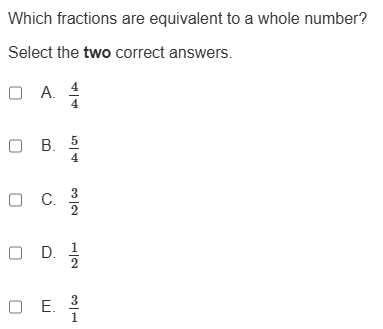 Which fractions are equivalent to a whole number?
Select the two correct answers.
A. 4/4
B. 5/4
C. 3/2
D. 1/2
E. 3/1